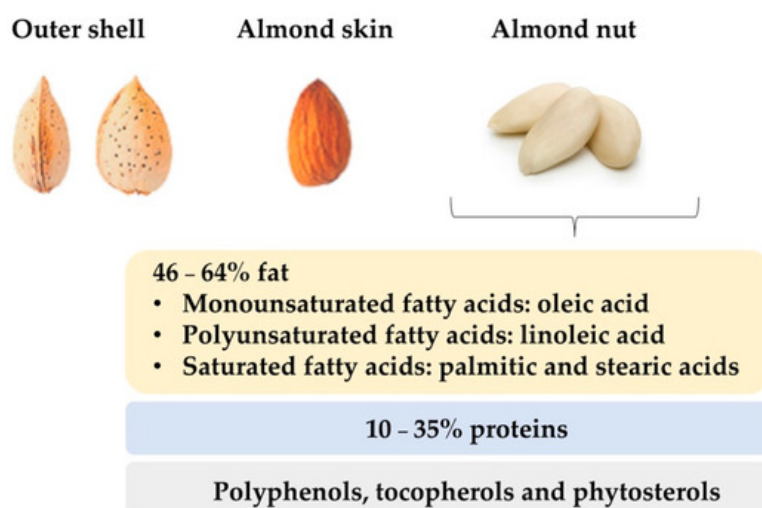 Outer shell
Almond skin
Almond nut
46 – 64% fat
• Monounsaturated fatty acids: oleic acid
• Polyunsaturated fatty acids: linoleic acid
• Saturated fatty acids: palmitic and stearic acids
10 – 35% proteins
Polyphenols, tocopherols and phytosterols